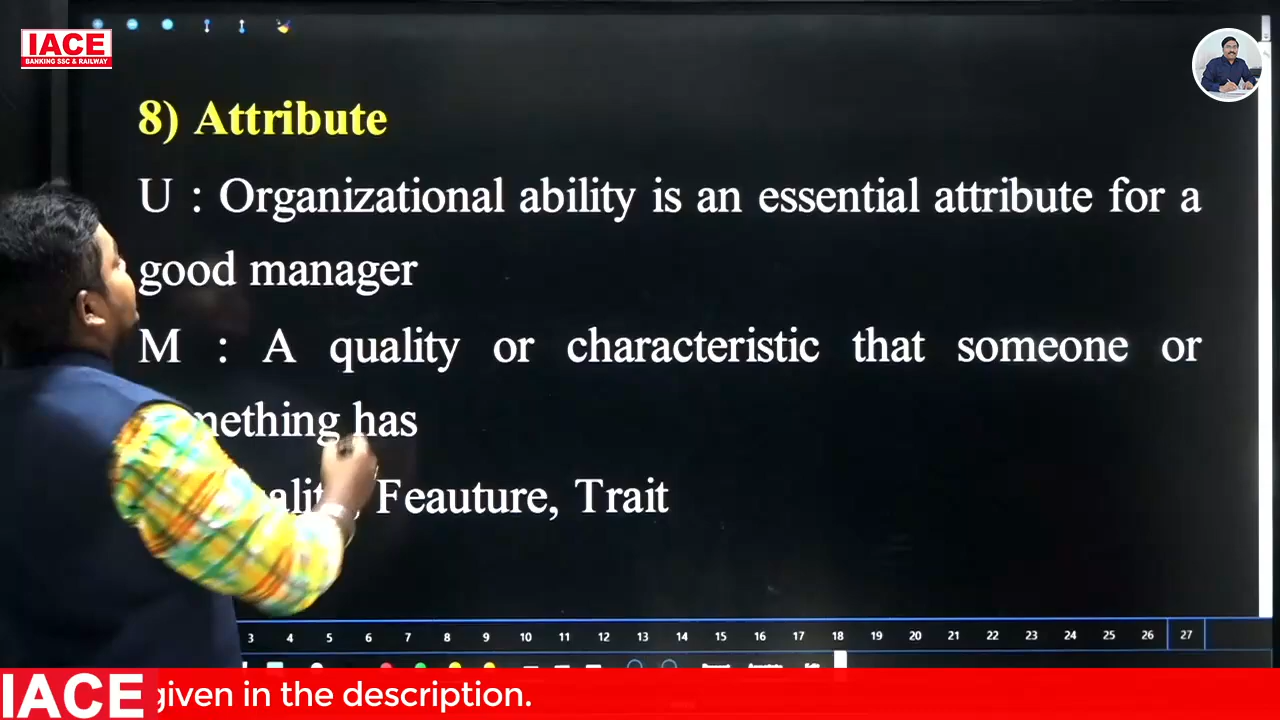 IACE
BANKING SSC & RAILWAY
8) Attribute
U : Organizational ability is an essential attribute for a
good manager
M : A quality or characteristic that someone or
has
Feauture, Trait
3 4 5 6 7 8 9 10 11 12 13 14 15 16 17 18 19 20 21 22 23 24 25 26 27
IACE given in the description.